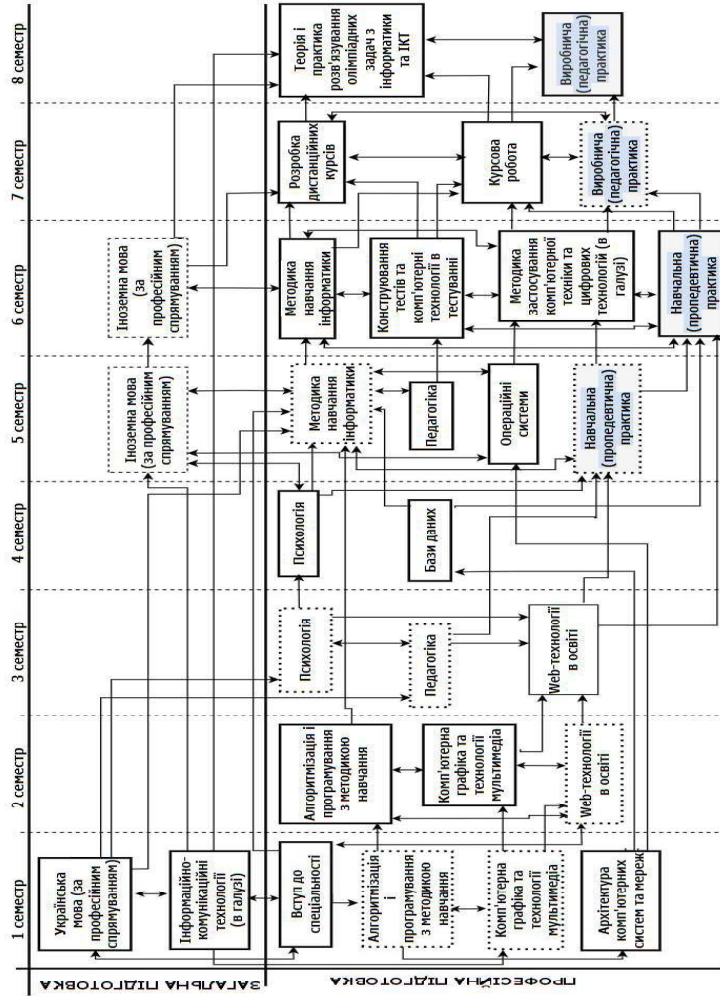 1 семестр
2 семестр
3 семестр
4 семестр
5 семестр
6 семестр
7 семестр
8 семестр
ЗАГАЛЬНА ПІДГОТОВКА
Українська
мова (за
професійним
спрямуванням)
Інформаційно-
комунікаційні
технології
(в галузі)
Іноземна мова
(за професійним
спрямуванням)
Іноземна мова
(за
професійним
спрямуванням)
ПРОФЕСІЙНА ПІДГОТОВКА
Вступ до
спеціальності
Алгоритмізація
і
програмування
з методикою
навчання
Комп'ютерна
графіка та
технології
мультимедіа
Архітектура
комп'ютерних
систем та мереж
Алгоритмізація і
програмування
з методикою
навчання
Комп'ютерна
графіка та
технології
мультимедіа
Web-технології
в освіті
Психологія
Педагогіка
Web-технології
в освіті
Психологія
Бази даних
Методика
навчання
інформатики
Педагогіка
Операційні
системи
Навчальна
(пропедевтична)
практика
Методика
навчання
інформатики
Конструювання
тестів та
комп'ютерні
технології в
тестуванні
Методика
застосування
комп'ютерної
техніки та
цифрових
технологій (в
галузі)
Навчальна
(пропедевтична)
практика
Розробка
дистанційних
курсів
Курсова
робота
Виробнича
(педагогічна)
практика
Теорія і
практика
розв'язування
олімпіадних
задач з
інформатики
та ІКТ
Виробнича
(педагогічна)
практика